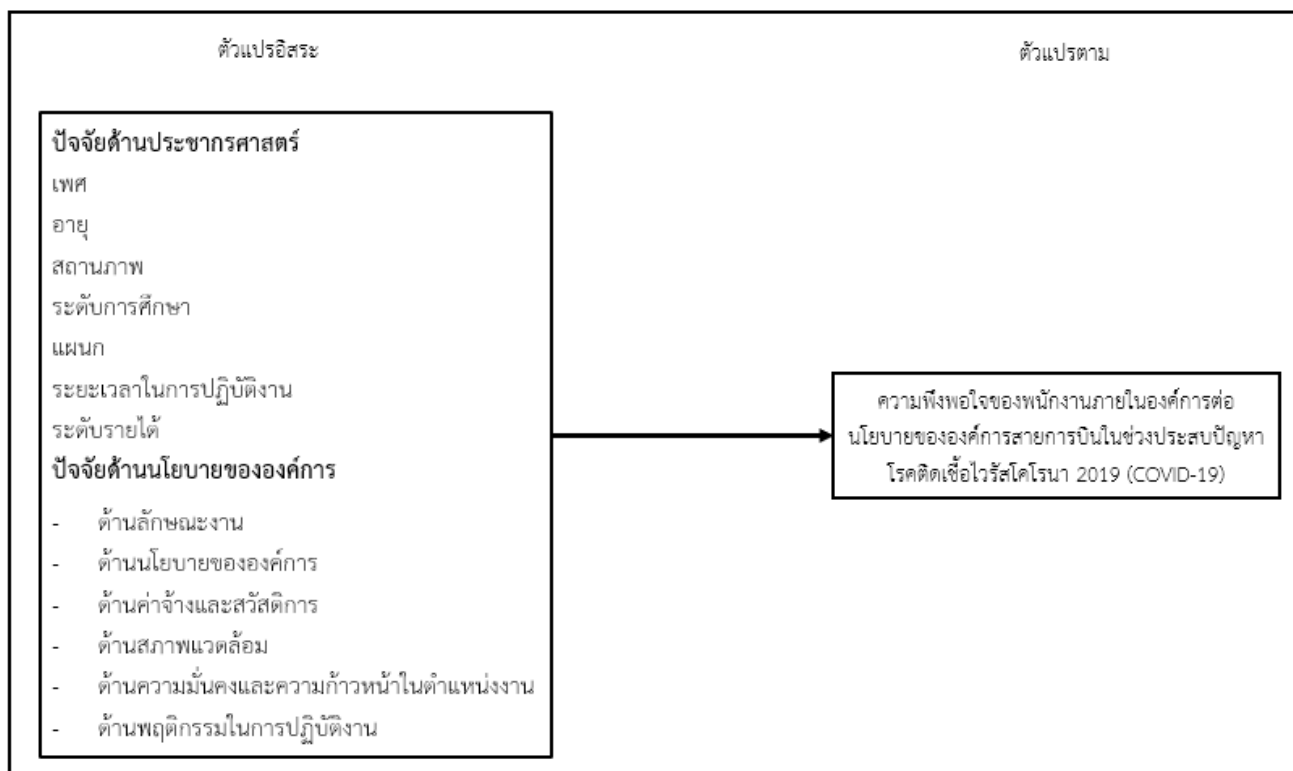 ตัวแปรอิสระ
ตัวแปรตาม
ปัจจัยด้านประชากรศาสตร์
เพศ
อายุ
สถานภาพ
ระดับการศึกษา
แผนก
ระยะเวลาในการปฏิบัติงาน
ระดับรายได้
ปัจจัยด้านนโยบายขององค์การ
- ด้านลักษณะงาน
- ด้านนโยบายขององค์การ
- ด้านค่าจ้างและสวัสดิการ
- ด้านสภาพแวดล้อม
- ด้านความมั่นคงและความก้าวหน้าในตำแหน่งงาน
- ด้านพฤติกรรมในการปฏิบัติงาน
ความพึงพอใจของพนักงานภายในองค์การต่อ
นโยบายขององค์การสายการบินในช่วงประสบปัญหา
โรคติดเชื้อไวรัสโคโรนา 2019 (COVID-19)